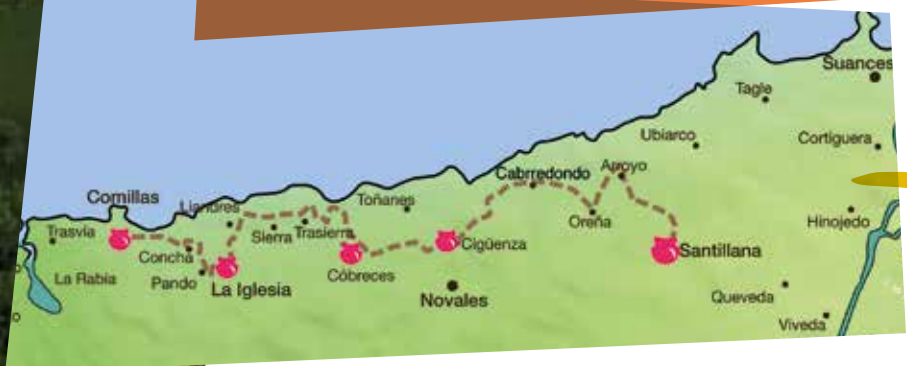 Suances
Tagle
Ubiarco
Cortiguera
Cabrredondo
Arroyo
Comillas
Liandres
Toñanes
Oreña
Hinojedo
Trasvía
Concha
Sierra
Trasierra
Cigüenza
Santillana
La Rabia
Pando
La Iglesia
Cóbreces
Novales
Queveda
Viveda